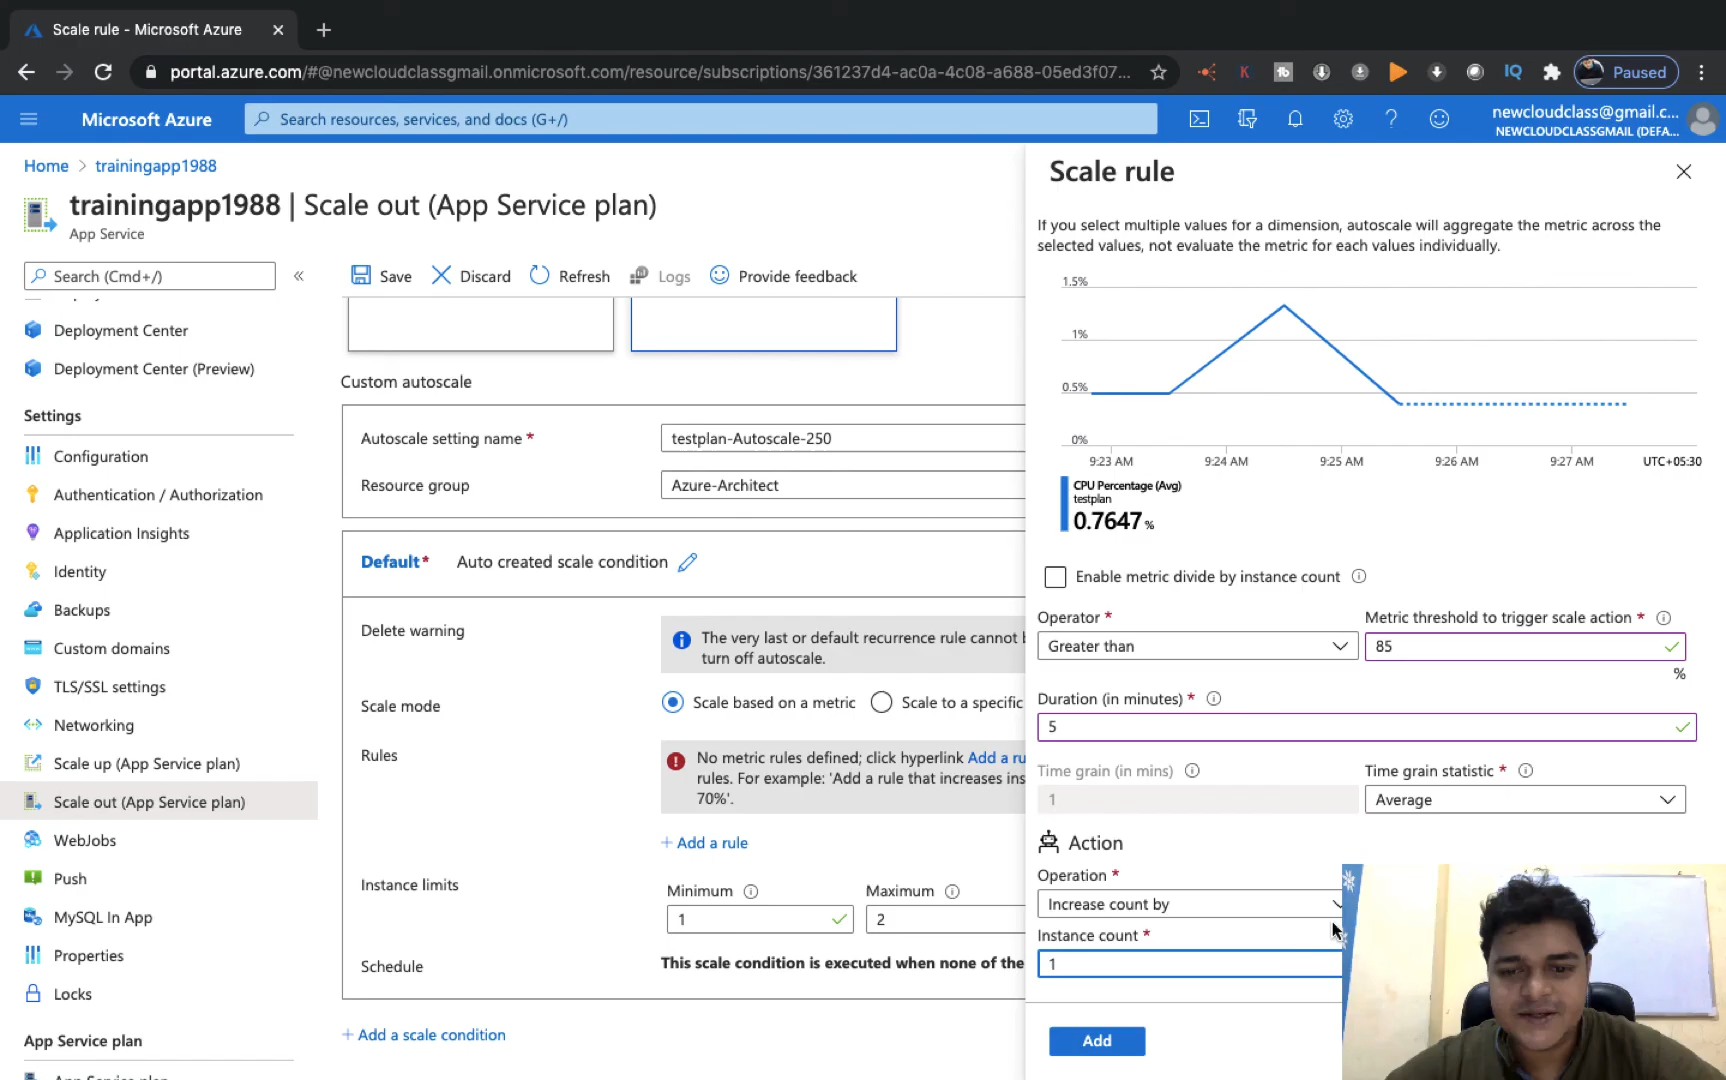 Scale rule - Microsoft Azure
portal.azure.com/#@newcloudclassgmail.onmicrosoft.com/resource/subscriptions/361237d4-ac0a-4c08-a688-05ed3f07...
K
tb
IQ
Paused
Microsoft Azure
Search resources, services, and docs (G+/)
newcloudclass@gmail.c...
NEWCLOUDCLASSGMAIL (DEFA...
Home > trainingapp1988
trainingapp1988 | Scale out (App Service plan)
App Service
Search (Cmd+/)
«
Deployment Center
Deployment Center (Preview)
Settings
Configuration
Authentication / Authorization
Application Insights
Identity
Backups
Custom domains
TLS/SSL settings
Networking
Scale up (App Service plan)
Scale out (App Service plan)
WebJobs
Push
MySQL In App
Properties
Locks
App Service plan
Save
Discard
Refresh
Logs
Provide feedback
Custom autoscale
Autoscale setting name *
testplan-Autoscale-250
Resource group
Azure-Architect
Default*
Auto created scale condition
Delete warning
The very last or default recurrence rule cannot
turn off autoscale.
Scale mode
Scale based on a metric
Scale to a specific
Rules
No metric rules defined; click hyperlink Add a ru
rules. For example: 'Add a rule that increases ins
70%'.
+ Add a rule
Instance limits
Minimum
1
Maximum
2
Schedule
This scale condition is executed when none of the
+ Add a scale condition
Scale rule
If you select multiple values for a dimension, autoscale will aggregate the metric across the
selected values, not evaluate the metric for each values individually.
1.5%
1%
0.5%
0%
9:23 AM
9:24 AM
9:25 AM
9:26 AM
9:27 AM
UTC+05:30
CPU Percentage (Avg)
testplan
0.7647 %
Enable metric divide by instance count
Operator *
Greater than
Metric threshold to trigger scale action *
85
%
Duration (in minutes) *
5
Time grain (in mins)
1
Time grain statistic *
Average
Action
Operation *
Increase count by
Instance count *
1
Add